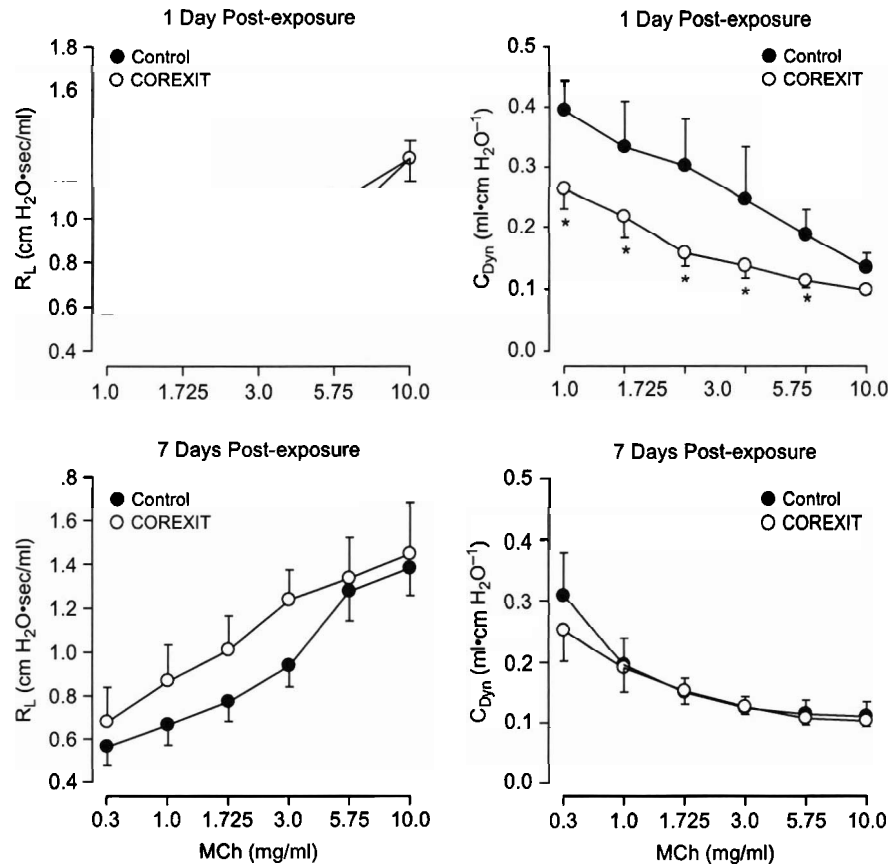 1 Day Post-exposure
Control
COREXIT
R_L (cm H₂O•sec/ml)
1.8
1.6
1.0
0.8
0.6
0.4
1.0 1.725 3.0 5.75 10.0
1 Day Post-exposure
Control
COREXIT
C_Dyn (ml•cm H₂O⁻¹)
0.5
0.4
0.3
0.2
0.1
0.0
* * * * *
1.0 1.725 3.0 5.75 10.0
7 Days Post-exposure
Control
COREXIT
R_L (cm H₂O•sec/ml)
.8
1.6
1.4
1.2
1.0
0.8
0.6
0.4
0.3 1.0 1.725 3.0 5.75 10.0
MCh (mg/ml)
7 Days Post-exposure
Control
COREXIT
C_Dyn (ml•cm H₂O⁻¹)
0.5
0.4
0.3
0.2
0.1
0.0
0.3 1.0 1.725 3.0 5.75 10.0
MCh (mg/ml)